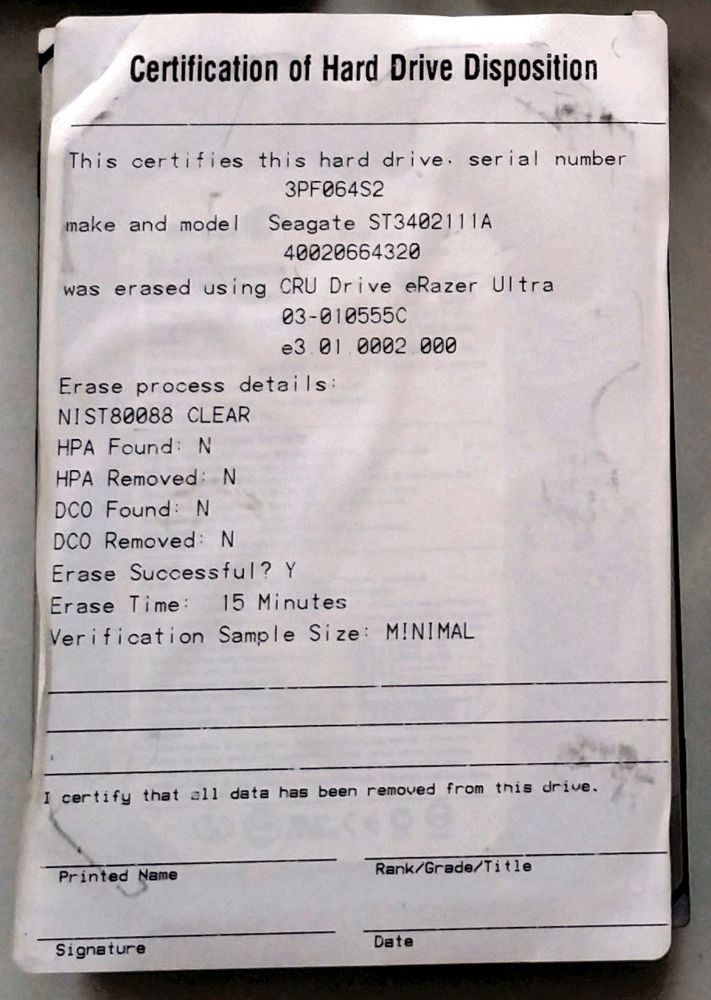 Certification of Hard Drive Disposition
This certifies this hard drive. serial number
3PF064S2
make and model Seagate ST3402111A
40020664320
was erased using CRU Drive eRazer Ultra
03-010555C
e3.01.0002.000
Erase process details:
NIST80088 CLEAR
HPA Found: N
HPA Removed: N
DCO Found: N
DCO Removed: N
Erase Successful? Y
Erase Time: 15 Minutes
Verification Sample Size: MINIMAL
I certify that all data has been removed from this drive.
Printed Name Rank/Grade/Title
Signature Date